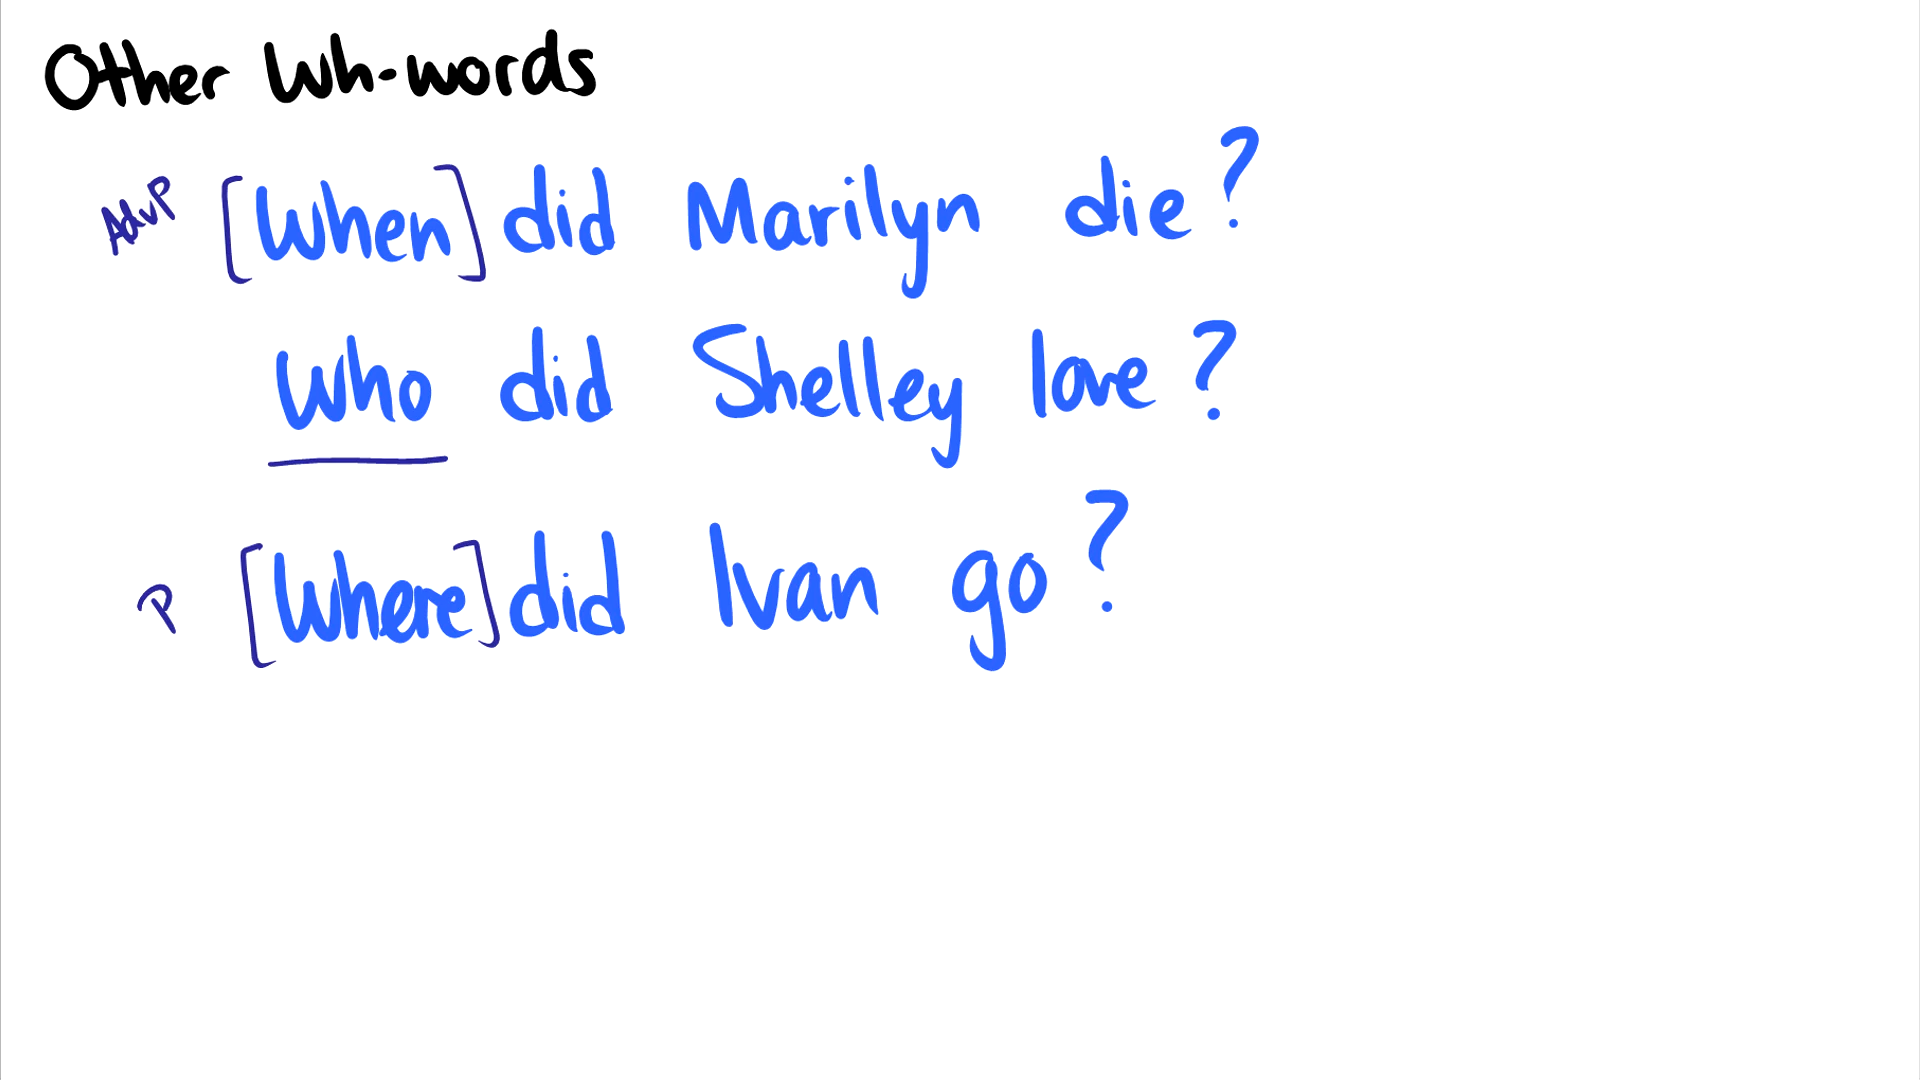 Other Wh-words
AdvP [When] did Marilyn die?
Who did Shelley love?
P [Where] did Ivan go?